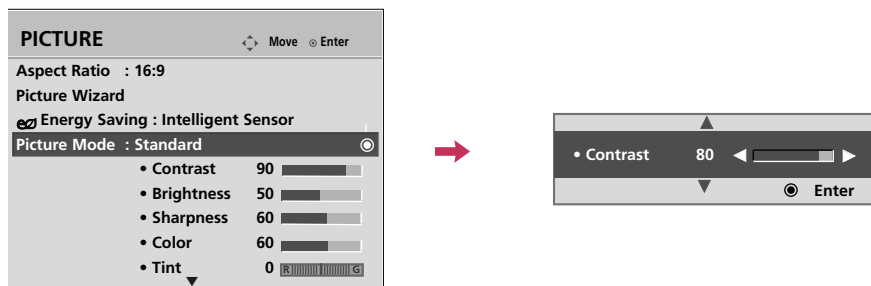 PICTURE Move Enter
Aspect Ratio : 16:9
Picture Wizard
Energy Saving : Intelligent Sensor
Picture Mode : Standard
• Contrast 90
• Brightness 50
• Sharpness 60
• Color 60
• Tint 0 R G
• Contrast 80
Enter